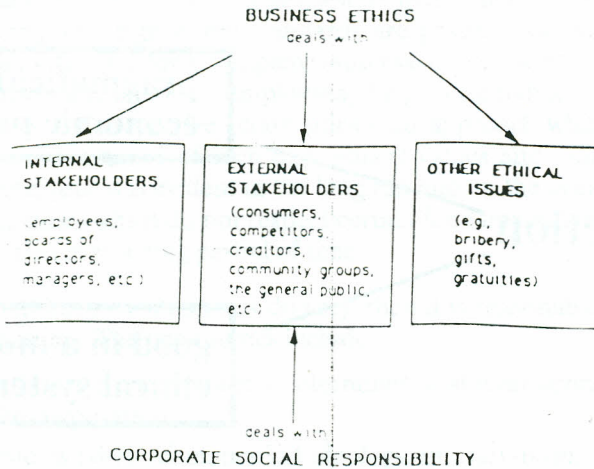 BUSINESS ETHICS
deals with
INTERNAL
STAKEHOLDERS
(employees,
boards of
directors,
managers, etc.)
EXTERNAL
STAKEHOLDERS
(consumers,
competitors,
creditors,
community groups,
the general public,
etc.)
OTHER ETHICAL
ISSUES
(e.g.,
bribery,
gifts,
gratuities)
deals with
CORPORATE SOCIAL RESPONSIBILITY